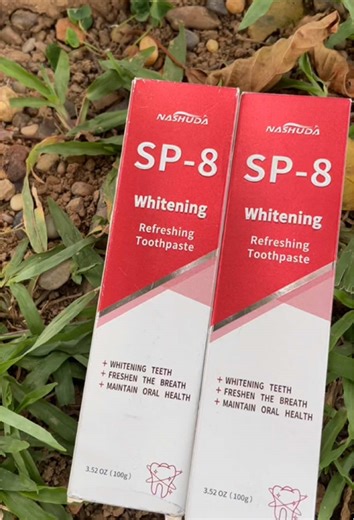 NASHUDA
SP-8
Whitening
Refreshing
Toothpaste
+ WHITENING TEETH
+ FRESHEN THE BREATH
+ MAINTAIN ORAL HEALTH
3.52 OZ (100g)
NASHUDA
SP-8
Whitening
Refreshing
Toothpaste
+ WHITENING TEETH
+ FRESHEN THE BREATH
+ MAINTAIN ORAL HEALTH
3.52 OZ (100g)